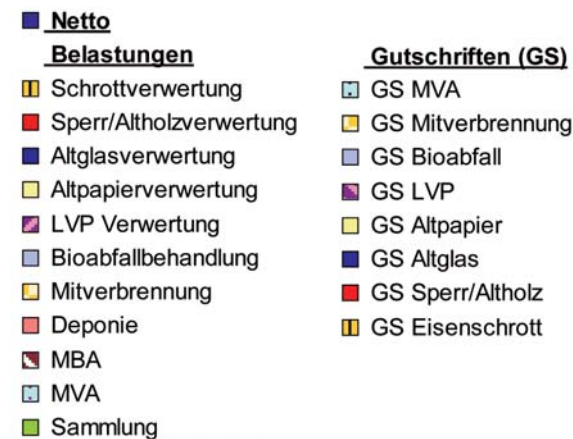 Netto
Belastungen
Schrottverwertung
Sperr/Altholzverwertung
Altglasverwertung
Altpapierverwertung
LVP Verwertung
Bioabfallbehandlung
Mitverbrennung
Deponie
MBA
MVA
Sammlung
Gutschriften (GS)
GS MVA
GS Mitverbrennung
GS Bioabfall
GS LVP
GS Altpapier
GS Altglas
GS Sperr/Altholz
GS Eisenschrott